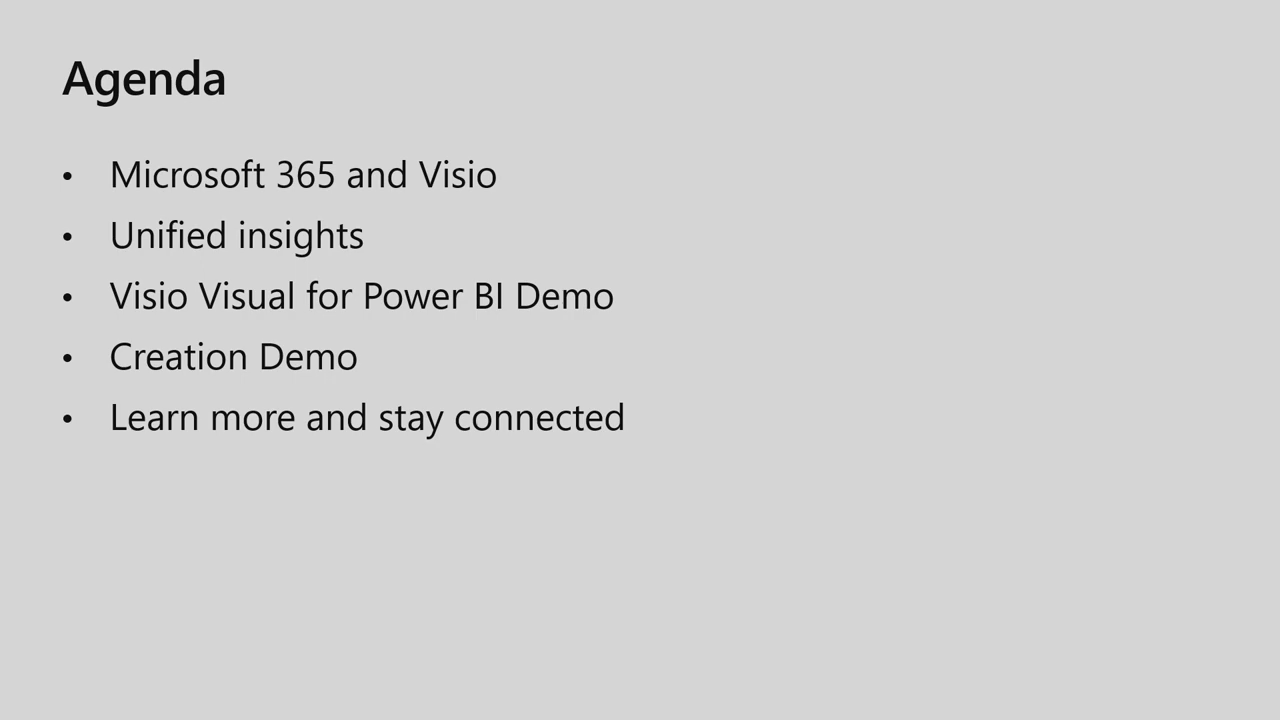 Agenda
• Microsoft 365 and Visio
• Unified insights
• Visio Visual for Power BI Demo
• Creation Demo
• Learn more and stay connected